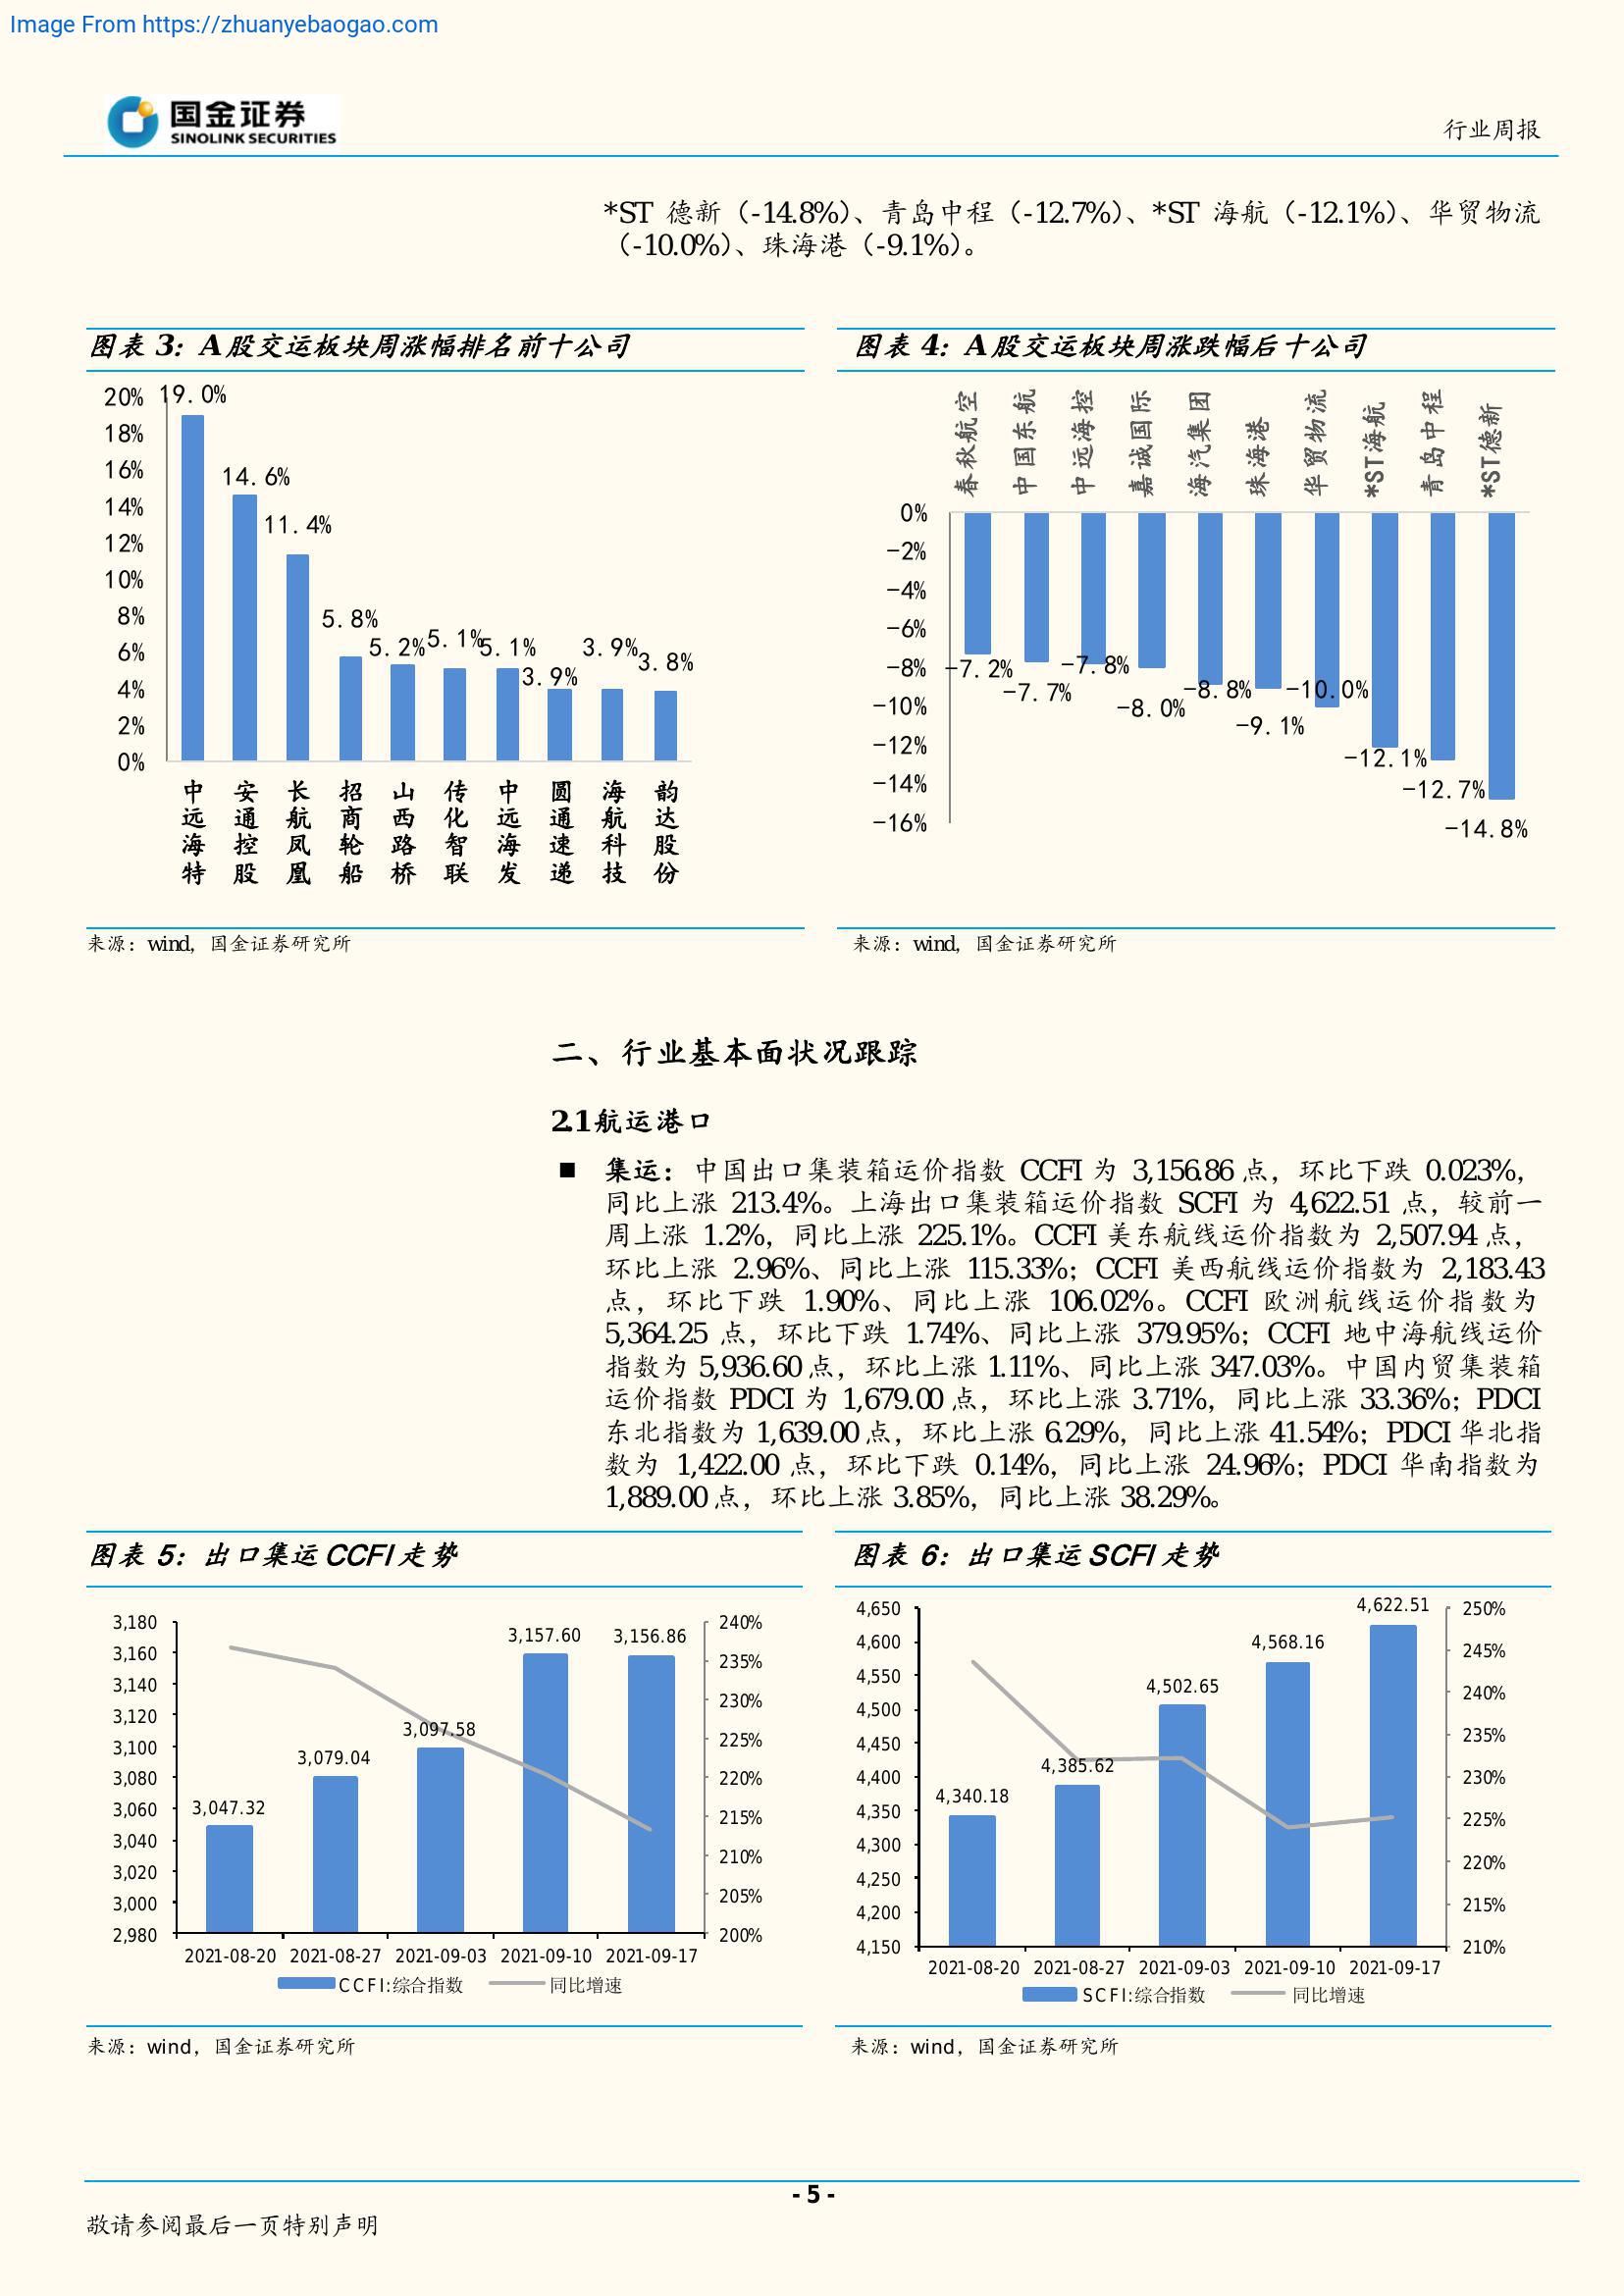 Image From https://zhuanyebaogao.com
国金证券
SINOLINK SECURITIES
行业周报
*ST 德新（-14.8%）、青岛中程（-12.7%）、*ST 海航（-12.1%）、华贸物流
（-10.0%）、珠海港（-9.1%）。
图表 3：A 股交运板块周涨幅排名前十公司
20%
18%
16%
14%
12%
10%
8%
6%
4%
2%
0%
19.0%
14.6%
11.4%
5.8%
5.2%
5.1%
5.1%
3.9%
3.9%
3.8%
中远海特
安通控股
长航凤凰
招商轮船
山西路桥
传化智联
中远海发
圆通速递
海航科技
韵达股份
来源：wind，国金证券研究所
图表 4：A 股交运板块周涨跌幅后十公司
春秋航空
中国东航
中远海控
嘉诚国际
海汽集团
珠海港
华贸物流
*ST海航
青岛中程
*ST德新
0%
-2%
-4%
-6%
-8%
-10%
-12%
-14%
-16%
-7.2%
-7.7%
-7.8%
-8.0%
-8.8%
-9.1%
-10.0%
-12.1%
-12.7%
-14.8%
来源：wind，国金证券研究所
二、行业基本面状况跟踪
2.1航运港口
■ 集运：中国出口集装箱运价指数 CCFI 为 3,156.86 点，环比下跌 0.023%，
同比上涨 213.4%。上海出口集装箱运价指数 SCFI 为 4,622.51 点，较前一
周上涨 1.2%，同比上涨 225.1%。CCFI 美东航线运价指数为 2,507.94 点，
环比上涨 2.96%、同比上涨 115.33%；CCFI 美西航线运价指数为 2,183.43
点，环比下跌 1.90%、同比上涨 106.02%。CCFI 欧洲航线运价指数为
5,364.25 点，环比下跌 1.74%、同比上涨 379.95%；CCFI 地中海航线运价
指数为 5,936.60 点，环比上涨 1.11%、同比上涨 347.03%。中国内贸集装箱
运价指数 PDCI 为 1,679.00 点，环比上涨 3.71%，同比上涨 33.36%；PDCI
东北指数为 1,639.00 点，环比上涨 6.29%，同比上涨 41.54%；PDCI 华北指
数为 1,422.00 点，环比下跌 0.14%，同比上涨 24.96%；PDCI 华南指数为
1,889.00 点，环比上涨 3.85%，同比上涨 38.29%。
图表 5：出口集运 CCFI 走势
3,180
3,160
3,140
3,120
3,100
3,080
3,060
3,040
3,020
3,000
2,980
3,047.32
3,079.04
3,097.58
3,157.60
3,156.86
240%
235%
230%
225%
220%
215%
210%
205%
200%
2021-08-20 2021-08-27 2021-09-03 2021-09-10 2021-09-17
CCFI:综合指数 同比增速
来源：wind，国金证券研究所
图表 6：出口集运 SCFI 走势
4,650
4,600
4,550
4,500
4,450
4,400
4,350
4,300
4,250
4,200
4,150
4,340.18
4,385.62
4,502.65
4,568.16
4,622.51
250%
245%
240%
235%
230%
225%
220%
215%
210%
2021-08-20 2021-08-27 2021-09-03 2021-09-10 2021-09-17
SCFI:综合指数 同比增速
来源：wind，国金证券研究所
- 5 -
敬请参阅最后一页特别声明